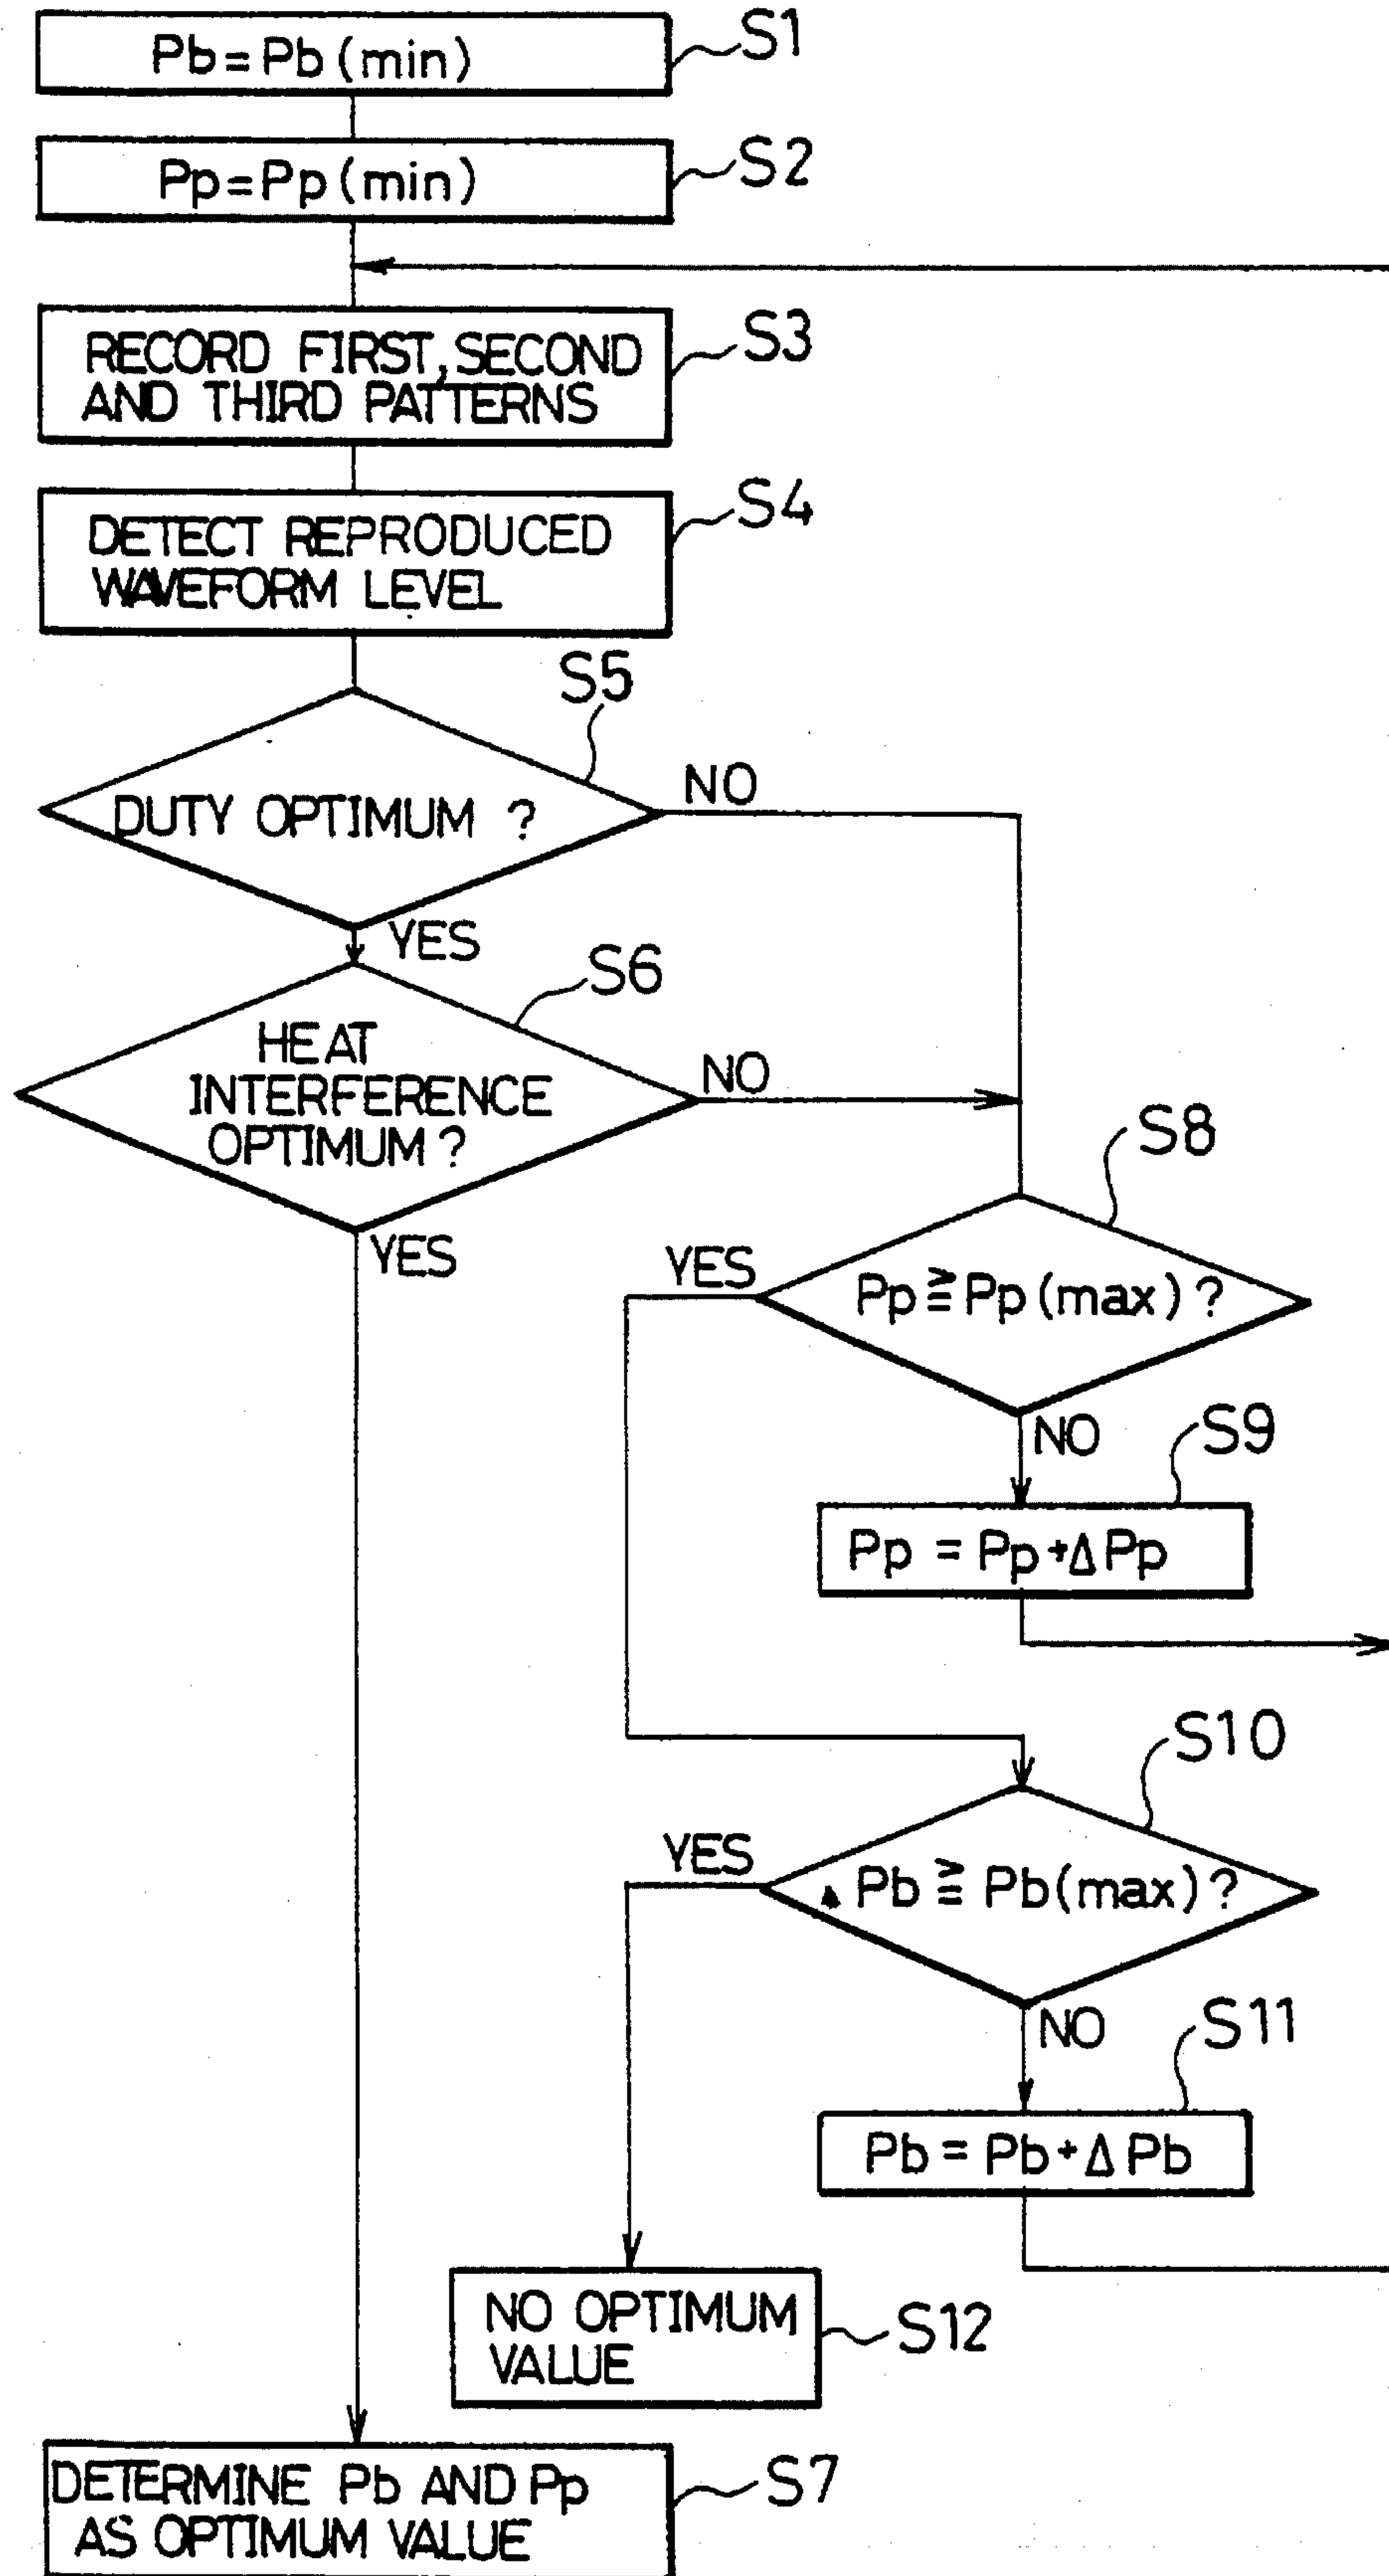 Pb=Pb(min)
S1
Pp=Pp(min)
S2
RECORD FIRST, SECOND
AND THIRD PATTERNS
S3
DETECT REPRODUCED
WAVEFORM LEVEL
S4
S5
DUTY OPTIMUM ?
NO
YES
S6
HEAT
INTERFERENCE
OPTIMUM ?
NO
YES
S8
Pp≧Pp(max)?
YES
NO
S9
Pp = Pp+Δ Pp
S10
Pb ≧ Pb(max)?
YES
NO
S11
Pb = Pb+Δ Pb
NO OPTIMUM
VALUE
S12
DETERMINE Pb AND Pp
AS OPTIMUM VALUE
S7